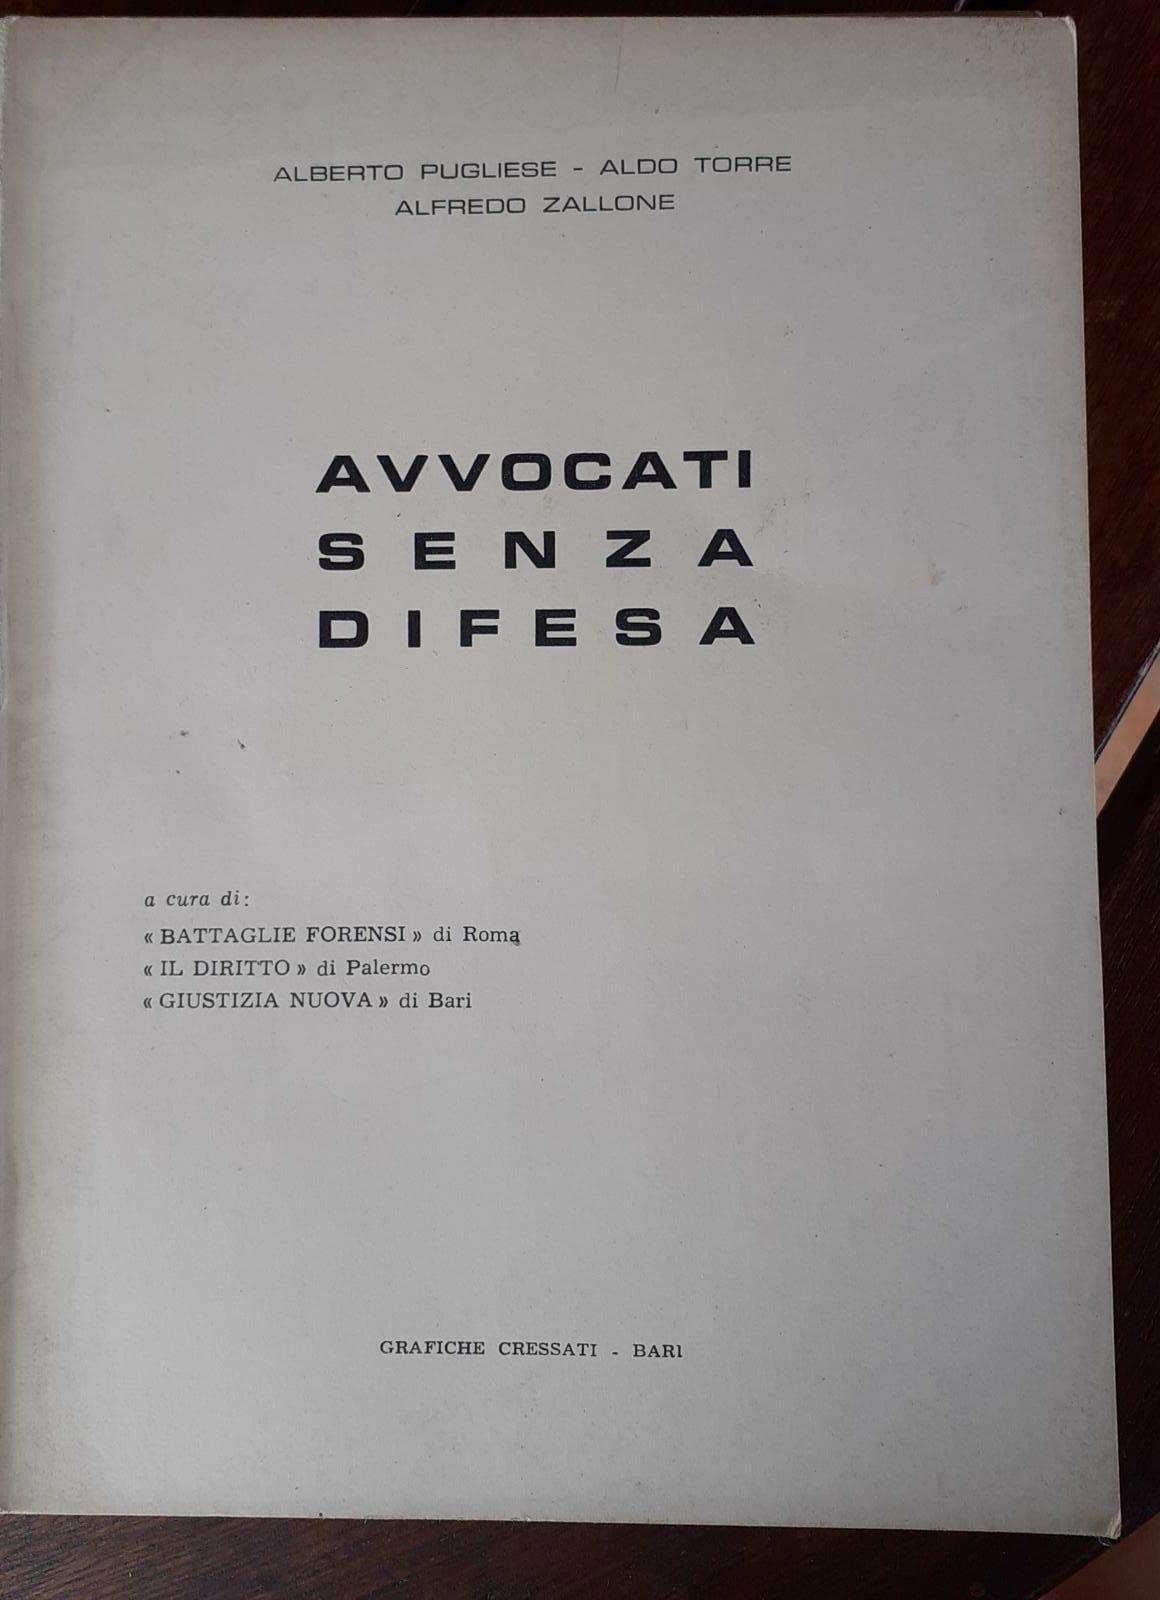 ALBERTO PUGLIESE - ALDO TORRE
ALFREDO ZALLONE
AVVOCATI
SENZA
DIFESA
a cura di:
« BATTAGLIE FORENSI » di Roma
« IL DIRITTO » di Palermo
« GIUSTIZIA NUOVA » di Bari
GRAFICHE CRESSATI - BARI